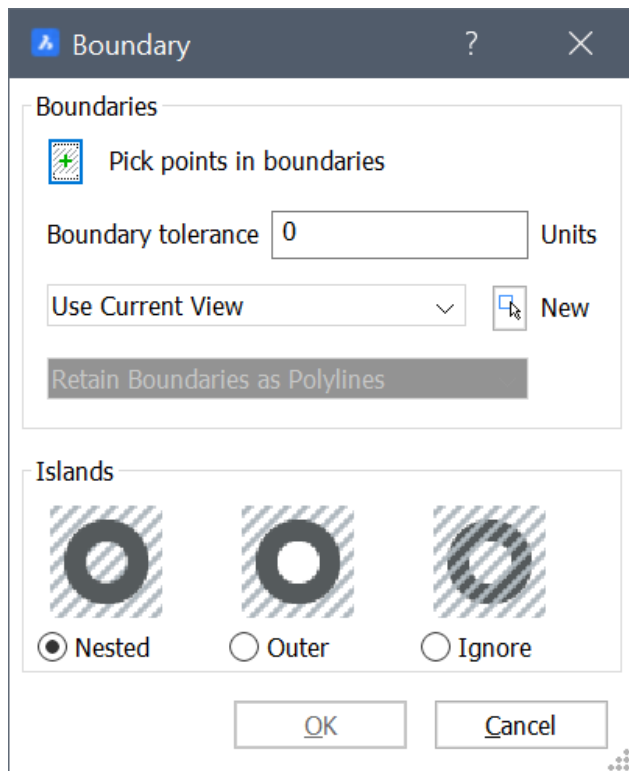 Boundary ?
Boundaries
Pick points in boundaries
Boundary tolerance 0 Units
Use Current View New
Retain Boundaries as Polylines
Islands
Nested Outer Ignore
OK Cancel